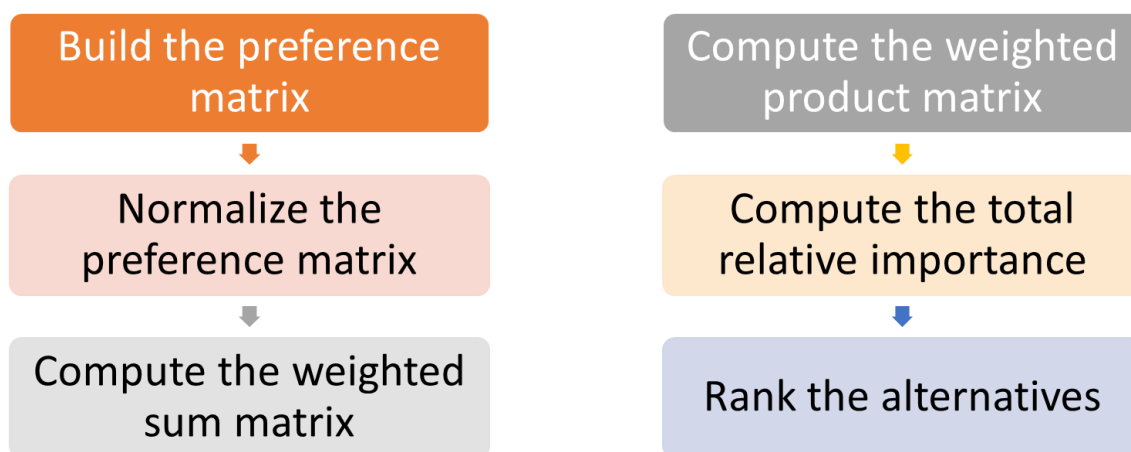 Build the preference
matrix
Normalize the
preference matrix
Compute the weighted
sum matrix
Compute the weighted
product matrix
Compute the total
relative importance
Rank the alternatives